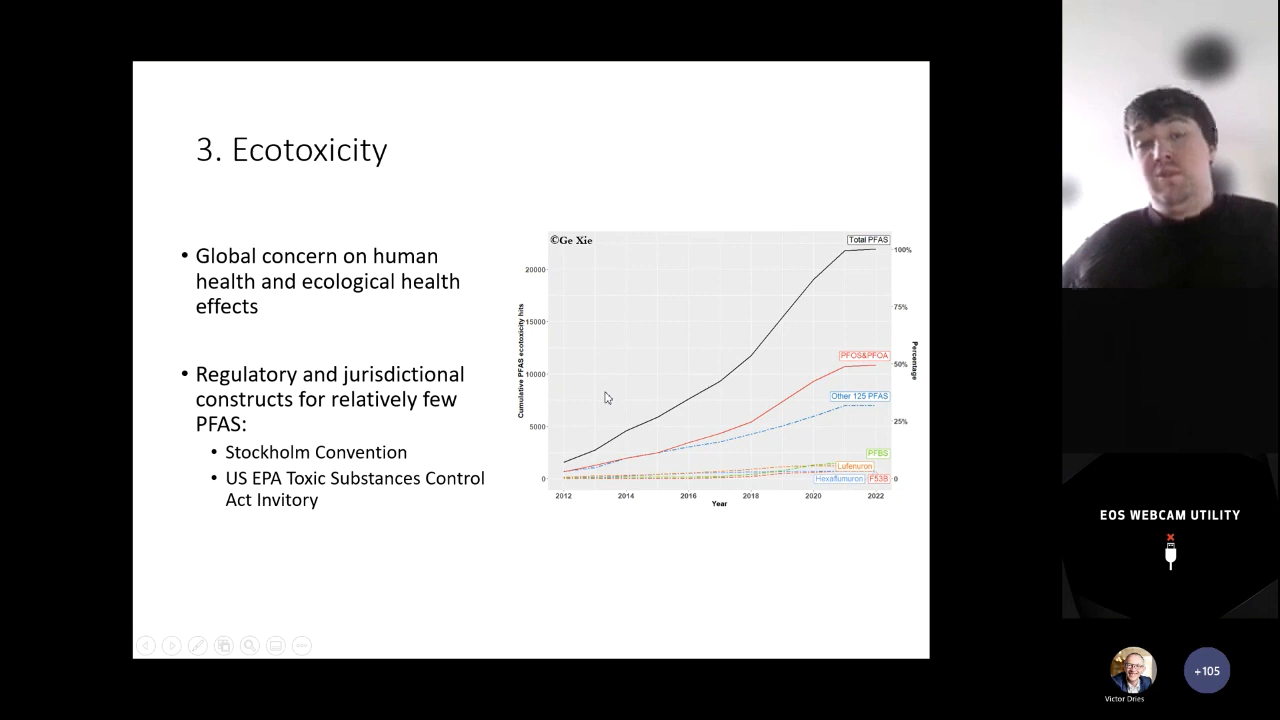 3. Ecotoxicity
• Global concern on human
health and ecological health
effects
• Regulatory and jurisdictional
constructs for relatively few
PFAS:
• Stockholm Convention
• US EPA Toxic Substances Control
Act Invitory
©Ge Xie
Total PFAS
PFOS&PFOA
Other 125 PFAS
PFBS
Lufenuron
Hexaflumuron
F53B
Cumulative PFAS ecotoxicity hits
20000
15000
10000
5000
0
100%
75%
50%
25%
0
Percentage
2012
2014
2016
2018
2020
2022
Year
EOS WEBCAM UTILITY
Victor Dries
+105